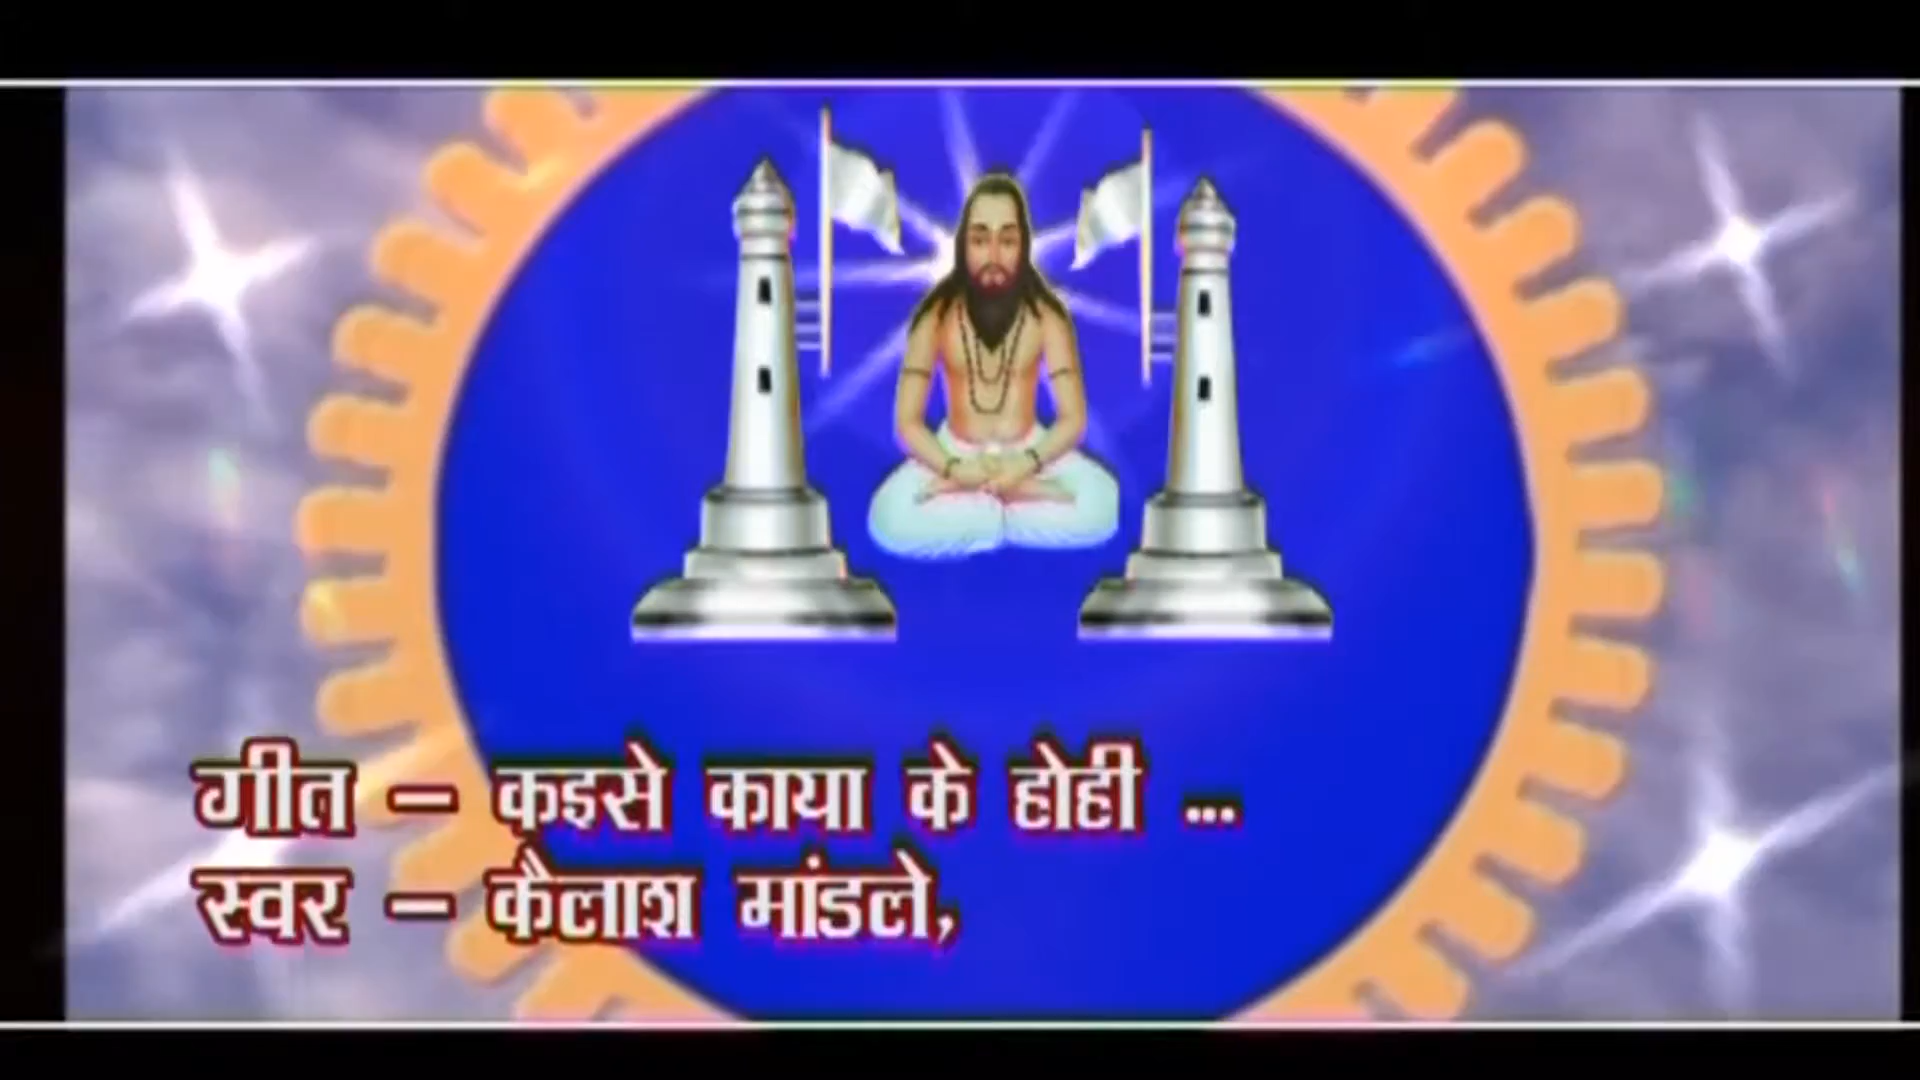 गीत – कइसे काया के होही ...
स्वर – कैलाश मांडले,